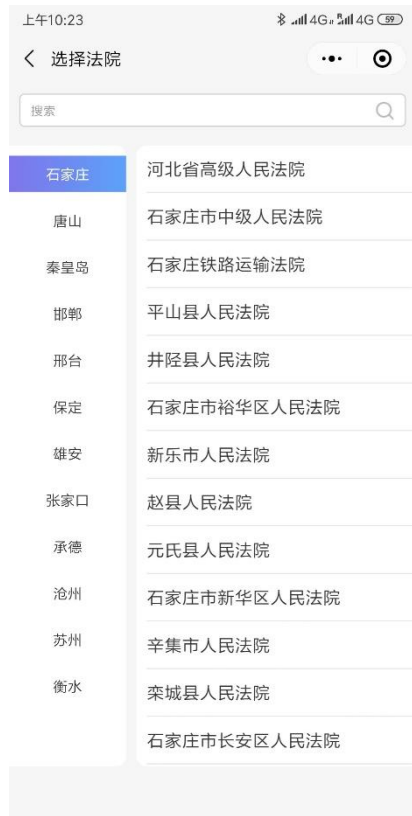 上午10:23
4G 4G 59
选择法院
搜索
石家庄
唐山
秦皇岛
邯郸
邢台
保定
雄安
张家口
承德
沧州
苏州
衡水
河北省高级人民法院
石家庄市中级人民法院
石家庄铁路运输法院
平山县人民法院
井陉县人民法院
石家庄市裕华区人民法院
新乐市人民法院
赵县人民法院
元氏县人民法院
石家庄市新华区人民法院
辛集市人民法院
栾城县人民法院
石家庄市长安区人民法院